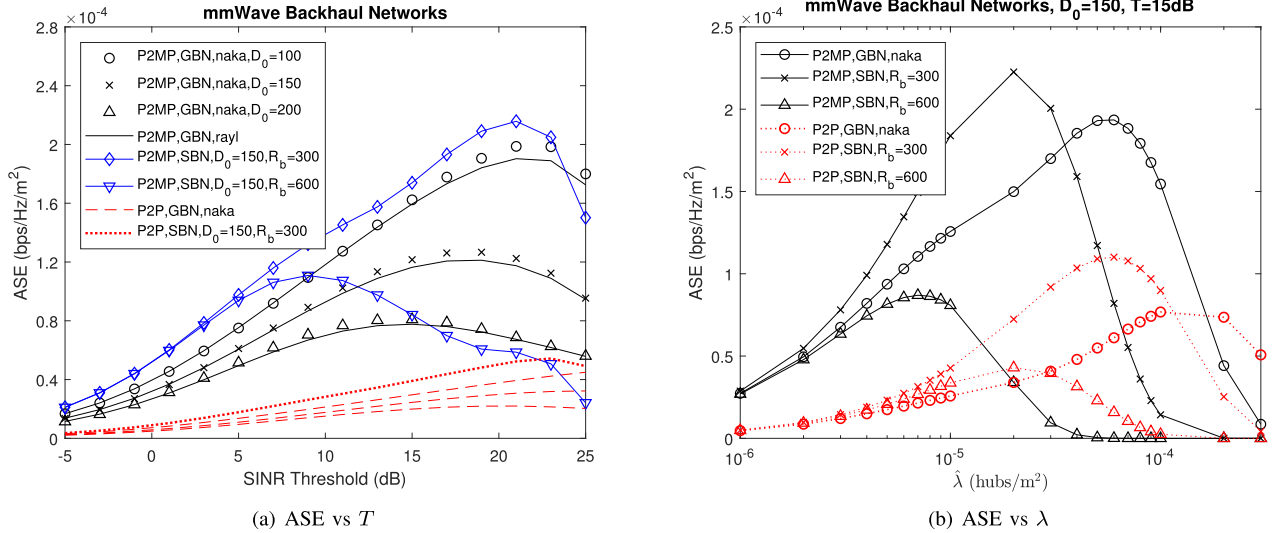 mmWave Backhaul Networks
×10⁻⁴
2.8
2.4
2
1.6
1.2
0.8
0.4
0
ASE (bps/Hz/m²)
P2MP,GBN,naka,D₀=100
P2MP,GBN,naka,D₀=150
P2MP,GBN,naka,D₀=200
P2MP,GBN,rayl
P2MP,SBN,D₀=150,R_b=300
P2MP,SBN,D₀=150,R_b=600
P2P,GBN,naka
P2P,SBN,D₀=150,R_b=300
-5 0 5 10 15 20 25
SINR Threshold (dB)
(a) ASE vs T
mmWave Backhaul Networks, D₀=150, T=15dB
×10⁻⁴
2.5
2
1.5
1
0.5
0
ASE (bps/Hz/m²)
P2MP,GBN,naka
P2MP,SBN,R_b=300
P2MP,SBN,R_b=600
P2P,GBN,naka
P2P,SBN,R_b=300
P2P,SBN,R_b=600
10⁻⁶ 10⁻⁵ 10⁻⁴
λ̂ (hubs/m²)
(b) ASE vs λ